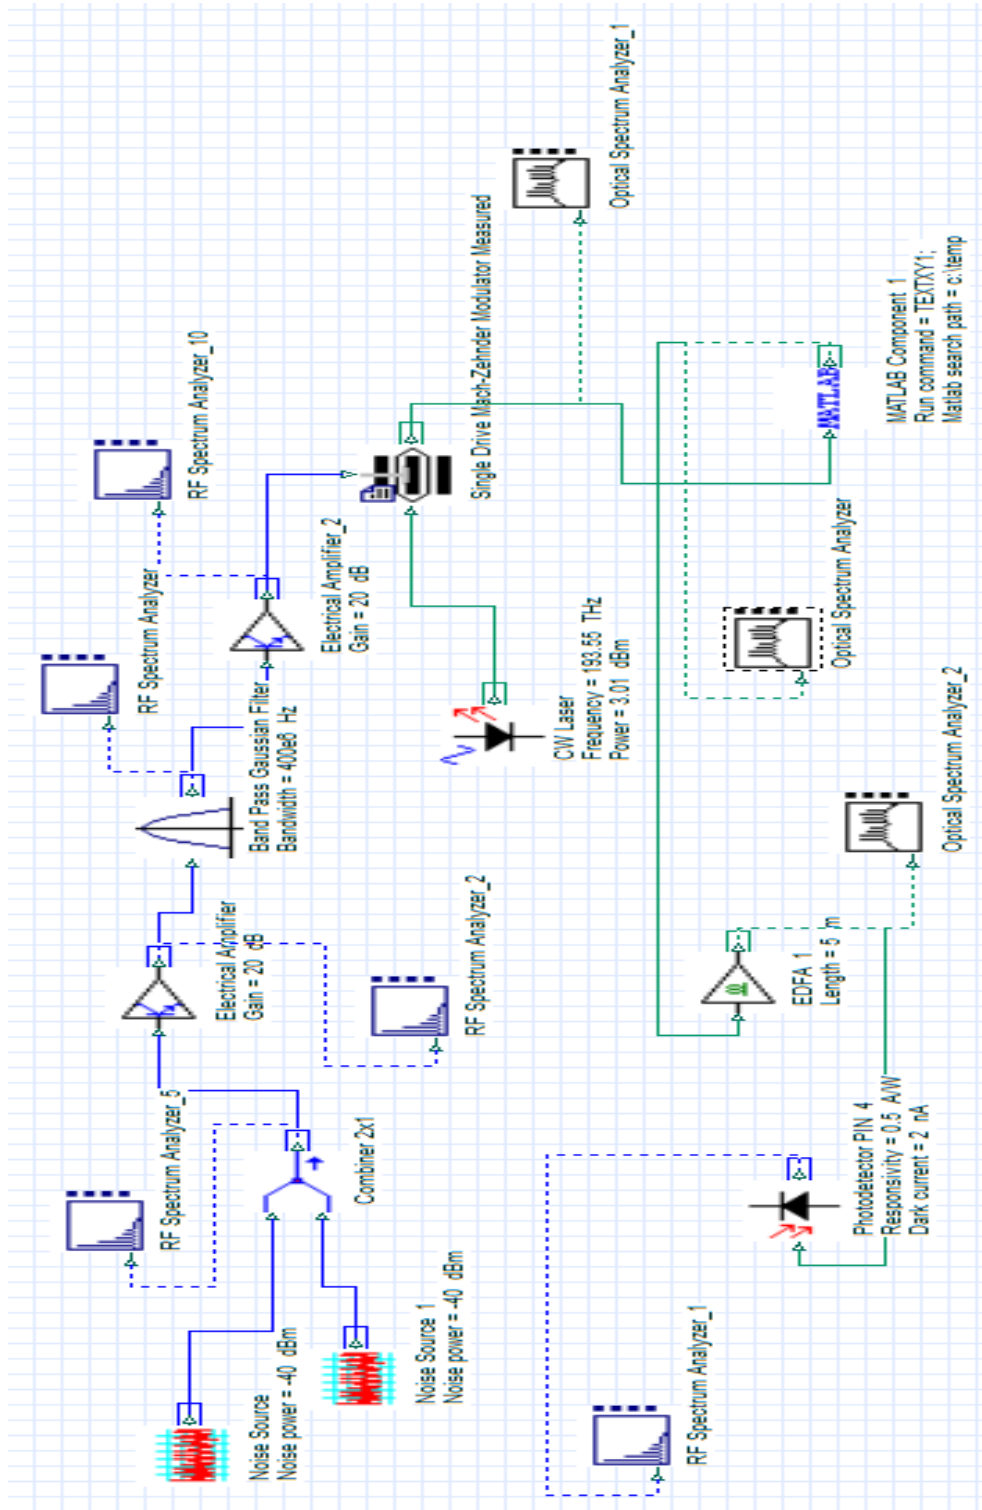 Noise Source
Noise power = -40 dBm
Noise Source 1
Noise power = -40 dBm
RF Spectrum Analyzer_5
Combiner 2x1
Electrical Amplifier
Gain = 20 dB
RF Spectrum Analyzer_2
Band Pass Gaussian Filter
Bandwidth = 400e6 Hz
RF Spectrum Analyzer
Electrical Amplifier_2
Gain = 20 dB
RF Spectrum Analyzer_10
CW Laser
Frequency = 193.55 THz
Power = 3.01 dBm
Single Drive Mach-Zehnder Modulator Measured
Optical Spectrum Analyzer_1
RF Spectrum Analyzer_1
Photodetector PIN 4
Responsivity = 0.5 A/W
Dark current = 2 nA
EDFA 1
Length = 5 m
Optical Spectrum Analyzer_2
Optical Spectrum Analyzer
MATLAB
MATLAB Component 1
Run command = TEXTXY1;
Matlab search path = c:\temp